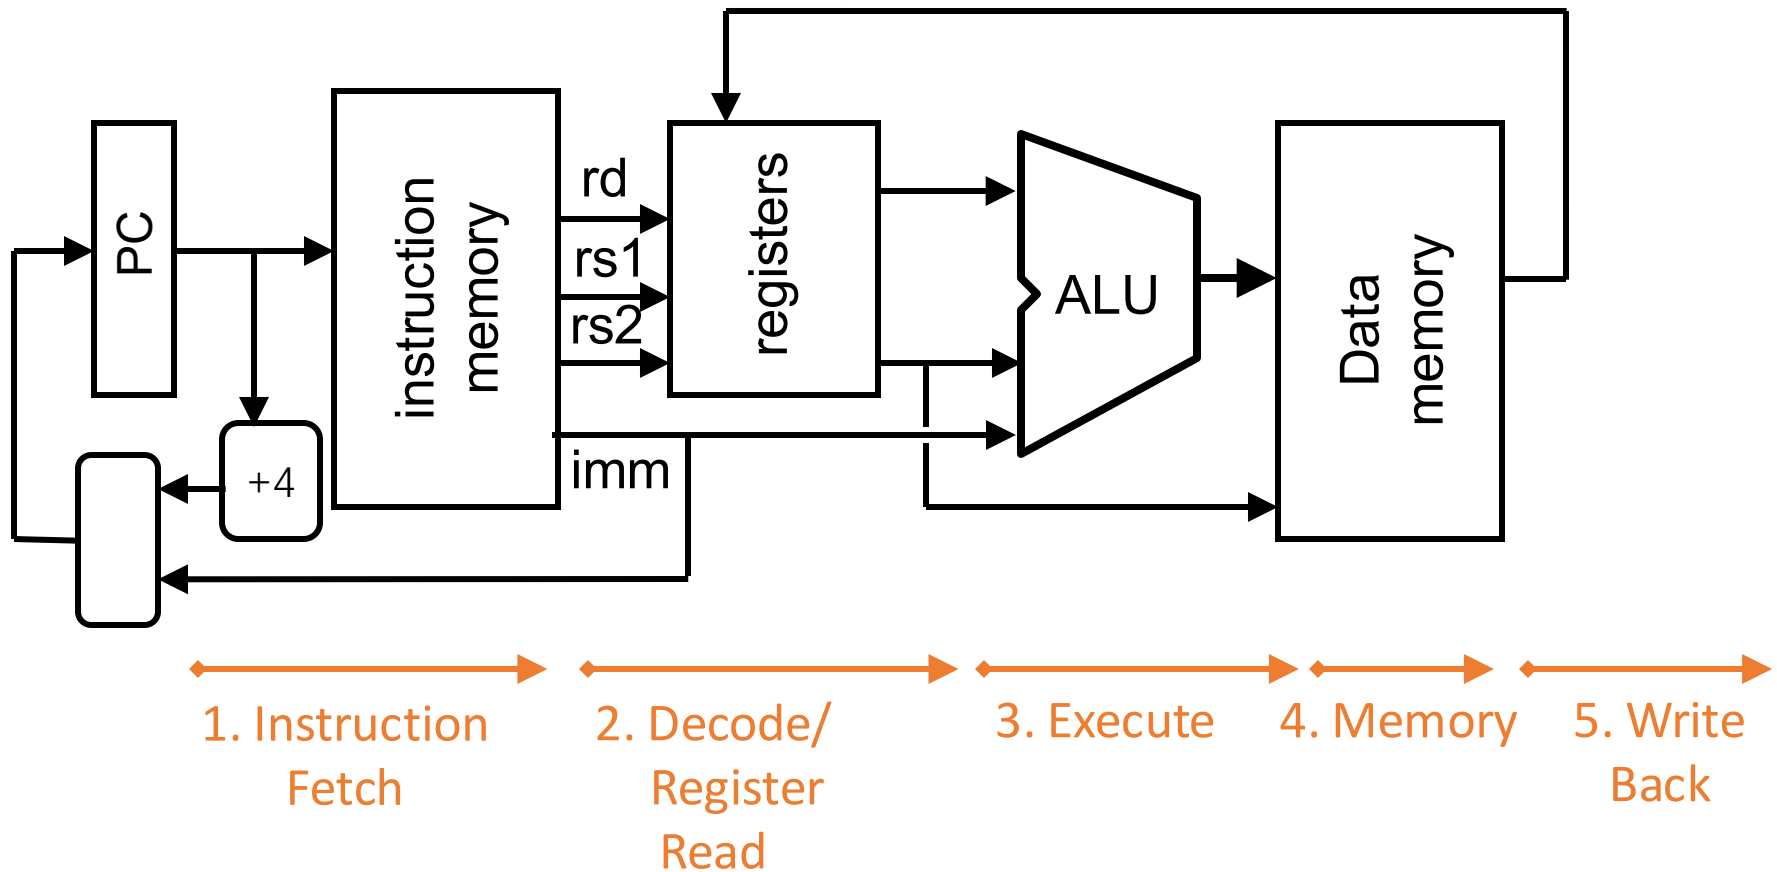 PC
+4
instruction
memory
rd
rs1
rs2
imm
registers
ALU
Data
memory
1. Instruction
Fetch
2. Decode/
Register
Read
3. Execute
4. Memory
5. Write
Back